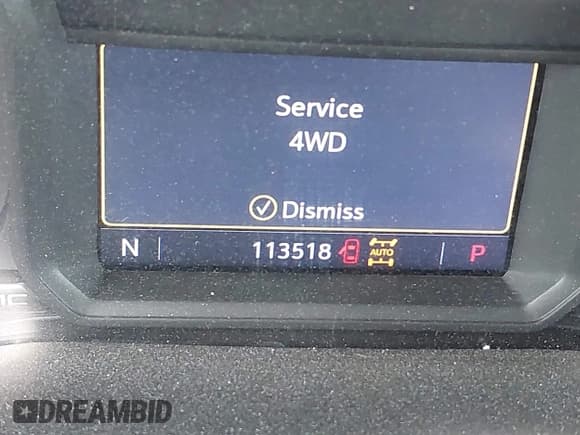 Service
4WD
Dismiss
N 113518 AUTO P
DREAMBID